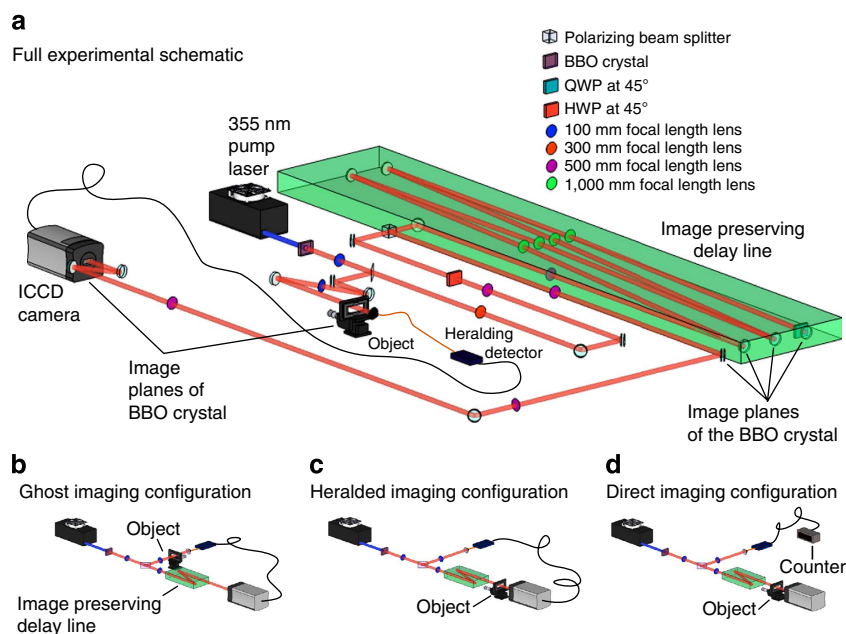 a
Full experimental schematic
Polarizing beam splitter
BBO crystal
QWP at 45°
HWP at 45°
100 mm focal length lens
300 mm focal length lens
500 mm focal length lens
1,000 mm focal length lens
355 nm
pump
laser
Image preserving
delay line
ICCD
camera
Object
Heralding
detector
Image
planes of
BBO crystal
Image planes
of the BBO crystal
b
Ghost imaging configuration
Object
Image preserving
delay line
c
Heralded imaging configuration
Object
d
Direct imaging configuration
Counter
Object